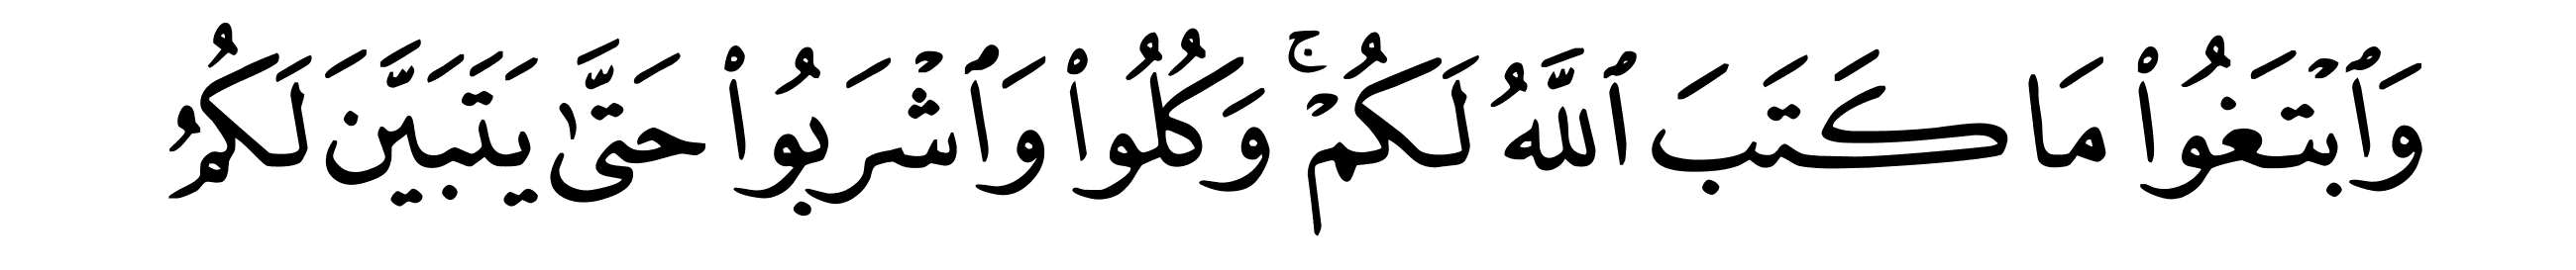 وَٱبۡتَغُواْ مَا كَتَبَ ٱللَّهُ لَكُمۡۚ وَكُلُواْ وَٱشۡرَبُواْ حَتَّىٰ يَتَبَيَّنَ لَكُمُ